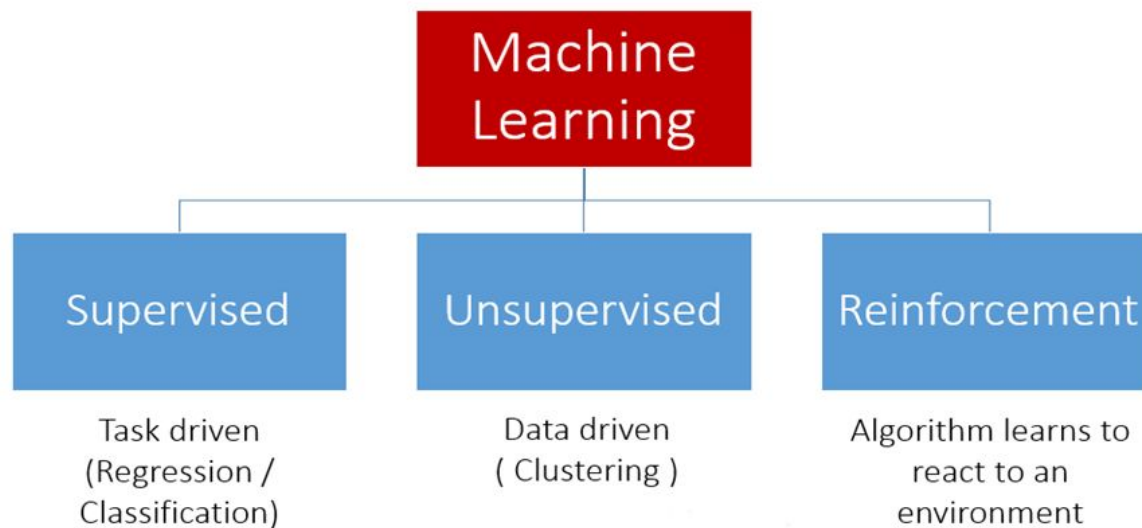 Machine
Learning
Supervised
Unsupervised
Reinforcement
Task driven
(Regression /
Classification)
Data driven
( Clustering )
Algorithm learns to
react to an
environment